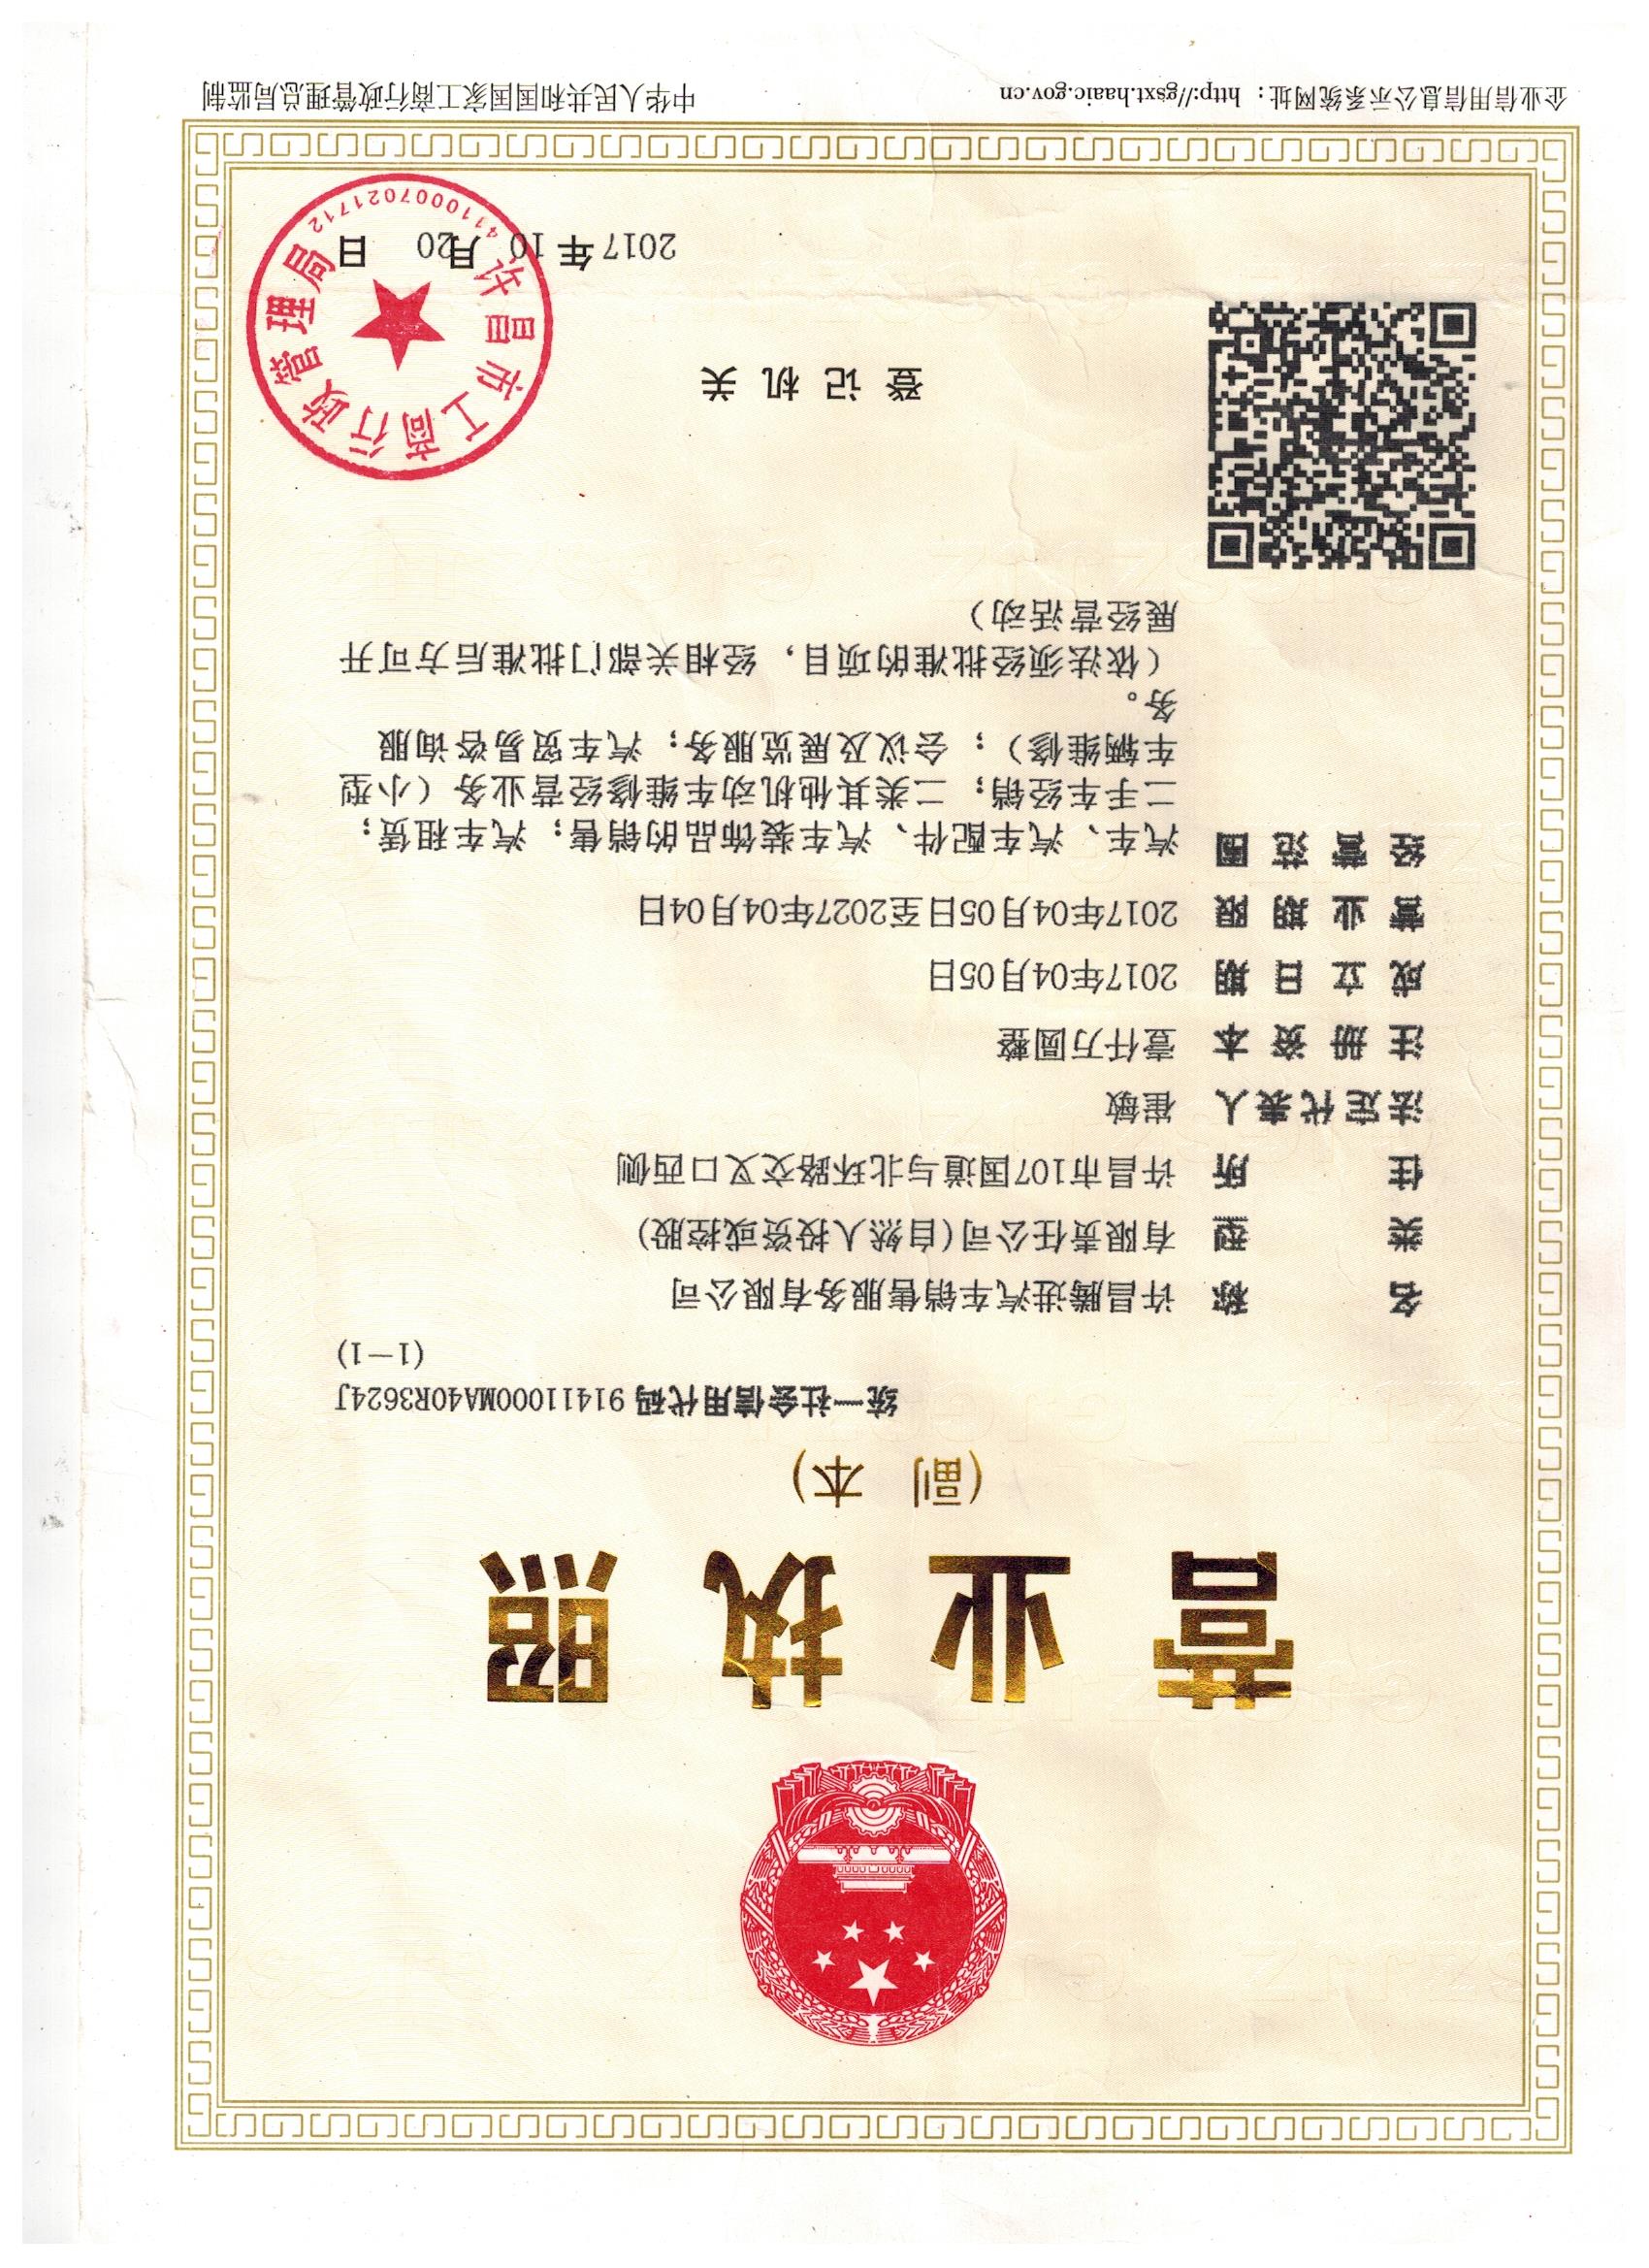 营业执照
(副 本)
统一社会信用代码 91411000MA40R3624J
(1—1)
名 称 许昌腾进汽车销售服务有限公司
类 型 有限责任公司(自然人投资或控股)
住 所 许昌市107国道与北环路交叉口西侧
法定代表人 崔敏
注册资本 壹仟万圆整
成立日期 2017年04月05日
营业期限 2017年04月05日至2027年04月04日
经营范围 汽车、汽车配件、汽车装饰品的销售；汽车租赁；
二手车经销；二类其他机动车维修经营业务（小型
车辆维修）；会议及展览服务；汽车贸易咨询服
务。
（依法须经批准的项目，经相关部门批准后方可开
展经营活动）
登记机关
2017年10月20日
许昌市工商行政管理局
4110007021712
企业信用信息公示系统网址：http://gsxt.haaic.gov.cn
中华人民共和国国家工商行政管理总局监制